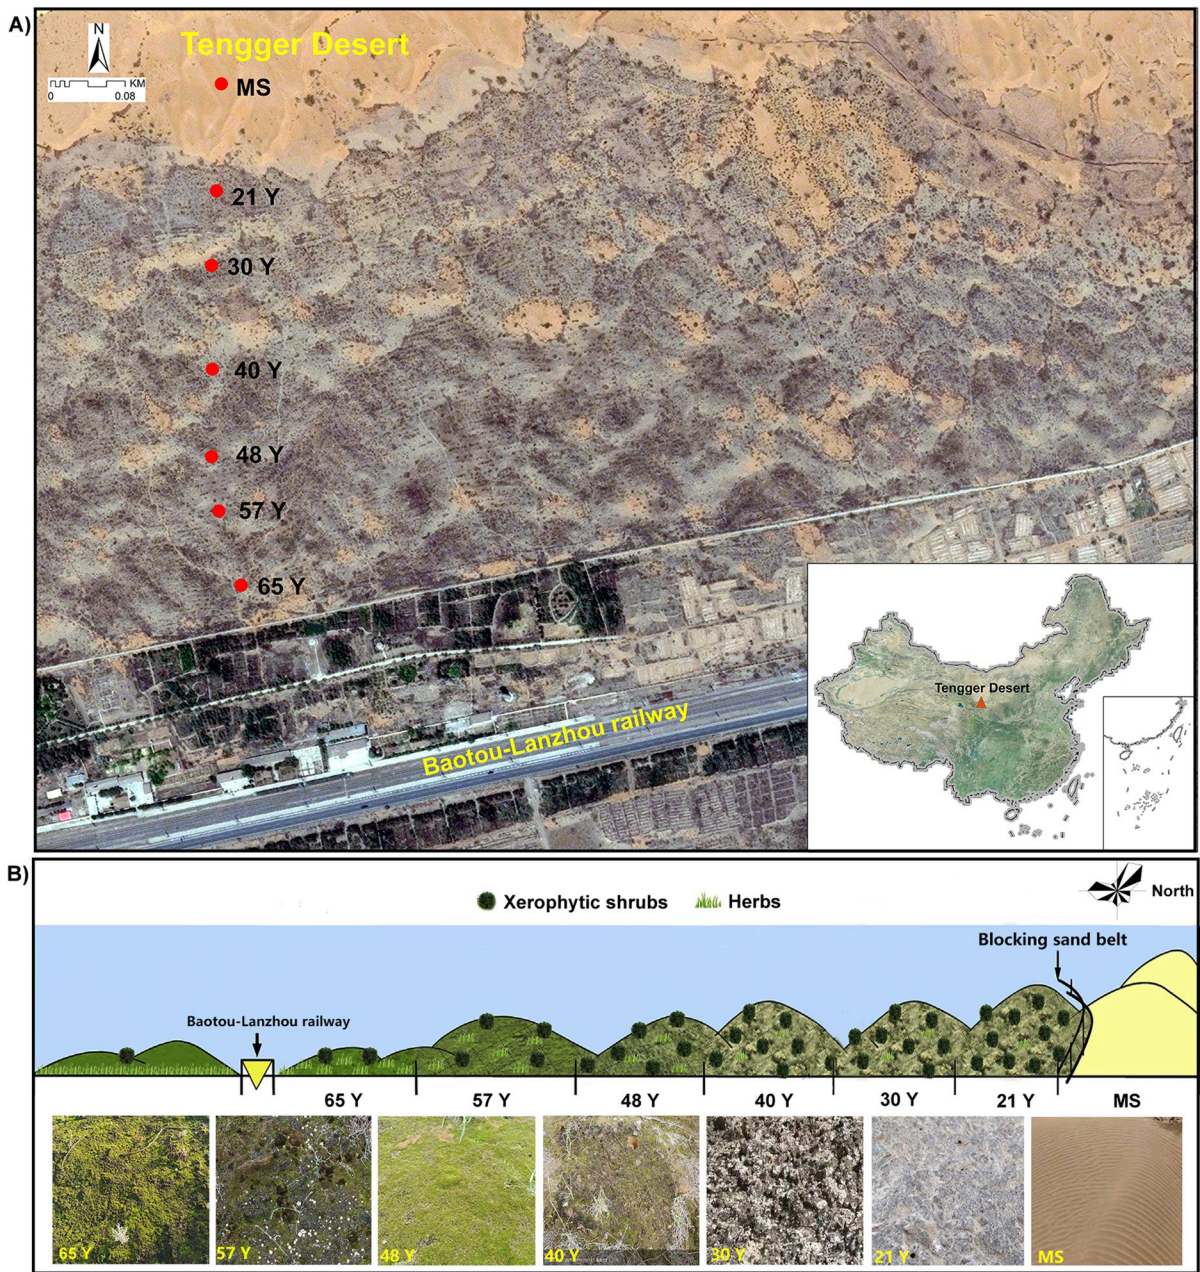 A)
N
Tengger Desert
KM
0
0.08
MS
21 Y
30 Y
40 Y
48 Y
57 Y
65 Y
Baotou-Lanzhou railway
Tengger Desert
B)
Xerophytic shrubs
Herbs
North
Blocking sand belt
Baotou-Lanzhou railway
65 Y
57 Y
48 Y
40 Y
30 Y
21 Y
MS
65 Y
57 Y
48 Y
40 Y
30 Y
21 Y
MS